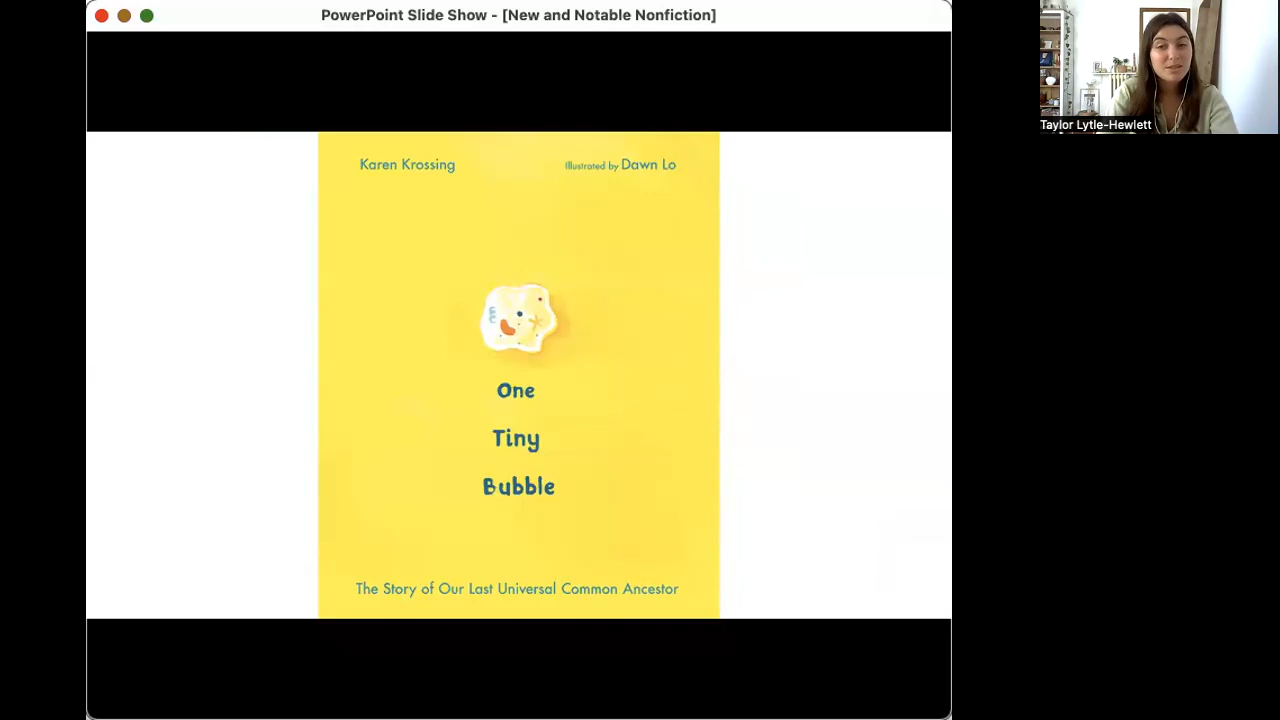 PowerPoint Slide Show - [New and Notable Nonfiction]
Taylor Lytle-Hewlett
Karen Krossing
Illustrated by Dawn Lo
One
Tiny
Bubble
The Story of Our Last Universal Common Ancestor